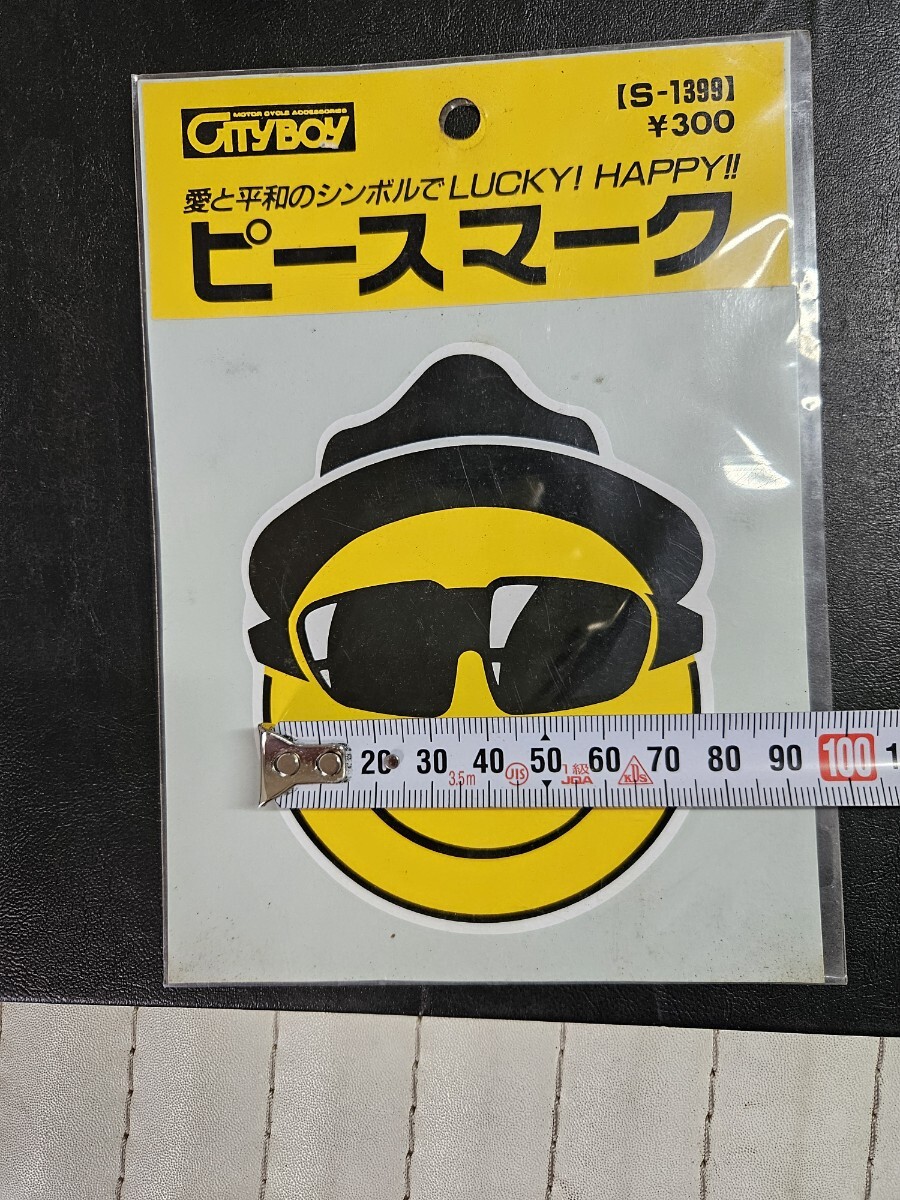 【S-1399】
MOTOR CYCLE ACCESSORIES
CITYBOY
¥300
愛と平和のシンボルでLUCKY! HAPPY!!
ピースマーク
20 30 40 50 60 70 80 90 100 1
3.5m JIS 1級 JQA KDS